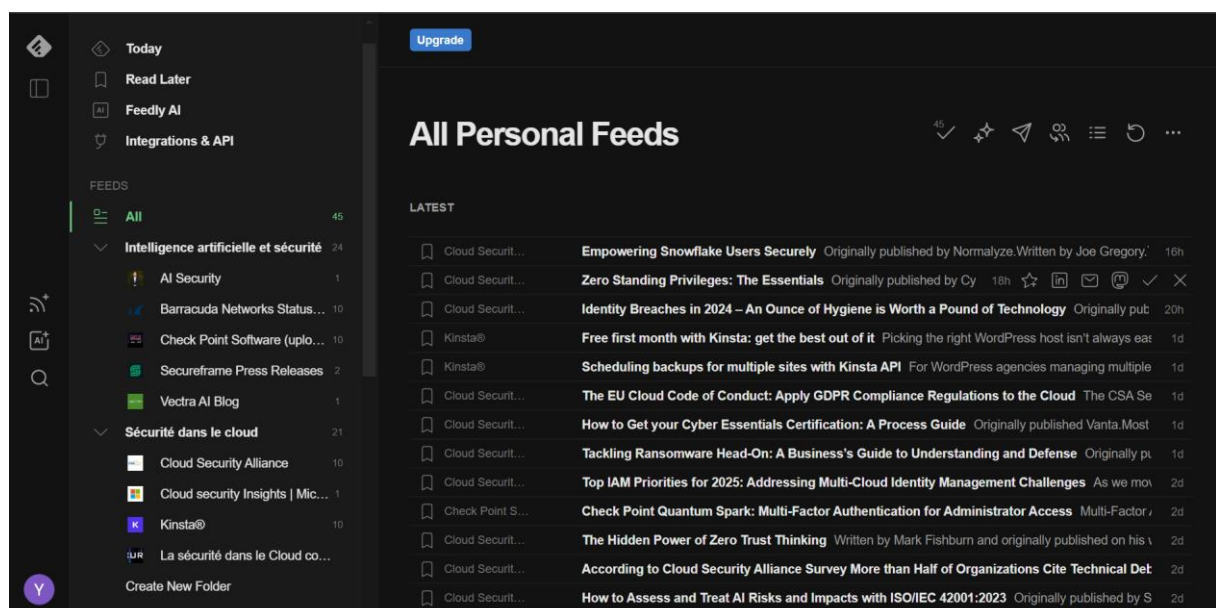 Today
Read Later
AI Feedly AI
Integrations & API
FEEDS
All 45
Intelligence artificielle et sécurité 24
AI Security 1
Barracuda Networks Status... 10
Check Point Software (uplo... 10
Secureframe Press Releases 2
Vectra AI Blog 1
Sécurité dans le cloud 21
Cloud Security Alliance 10
Cloud security Insights | Mic... 1
K Kinsta® 10
La sécurité dans le Cloud co...
Create New Folder
AI
Y
Upgrade
All Personal Feeds
45
LATEST
Cloud Securit... Empowering Snowflake Users Securely Originally published by Normalyze.Written by Joe Gregory. 16h
Cloud Securit... Zero Standing Privileges: The Essentials Originally published by Cy 18h in
Cloud Securit... Identity Breaches in 2024 – An Ounce of Hygiene is Worth a Pound of Technology Originally pub 20h
Kinsta® Free first month with Kinsta: get the best out of it Picking the right WordPress host isn't always eas 1d
Kinsta® Scheduling backups for multiple sites with Kinsta API For WordPress agencies managing multiple 1d
Cloud Securit... The EU Cloud Code of Conduct: Apply GDPR Compliance Regulations to the Cloud The CSA Se 1d
Cloud Securit... How to Get your Cyber Essentials Certification: A Process Guide Originally published Vanta.Most 1d
Cloud Securit... Tackling Ransomware Head-On: A Business's Guide to Understanding and Defense Originally pu 1d
Cloud Securit... Top IAM Priorities for 2025: Addressing Multi-Cloud Identity Management Challenges As we mov 2d
Check Point S... Check Point Quantum Spark: Multi-Factor Authentication for Administrator Access Multi-Factor 2d
Cloud Securit... The Hidden Power of Zero Trust Thinking Written by Mark Fishburn and originally published on his 2d
Cloud Securit... According to Cloud Security Alliance Survey More than Half of Organizations Cite Technical Deb 2d
Cloud Securit... How to Assess and Treat AI Risks and Impacts with ISO/IEC 42001:2023 Originally published by S 2d